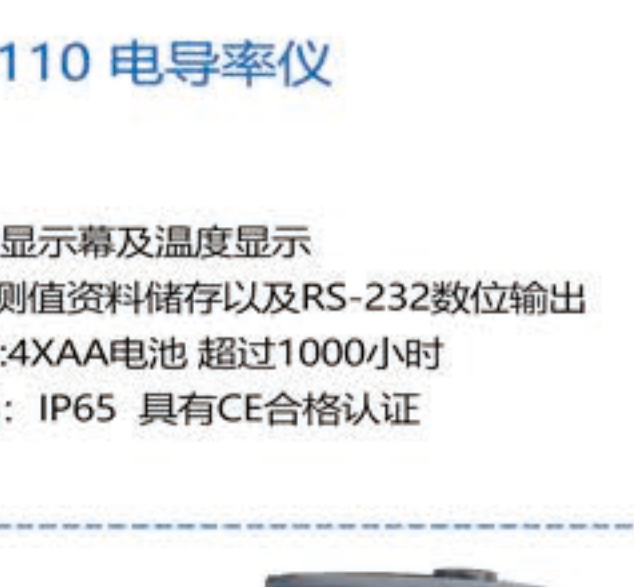 110 电导率仪
显示幕及温度显示
测值资料储存以及RS-232数位输出
:4XAA电池 超过1000小时
：IP65 具有CE合格认证